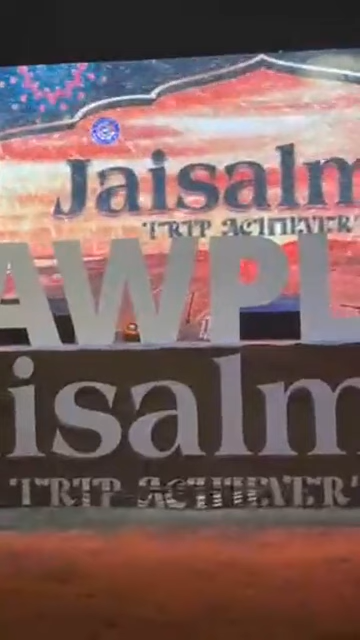 Jaisalm
TRIP ACHIEVER'
AWPL
isalm
TRIP ACHIEVER'